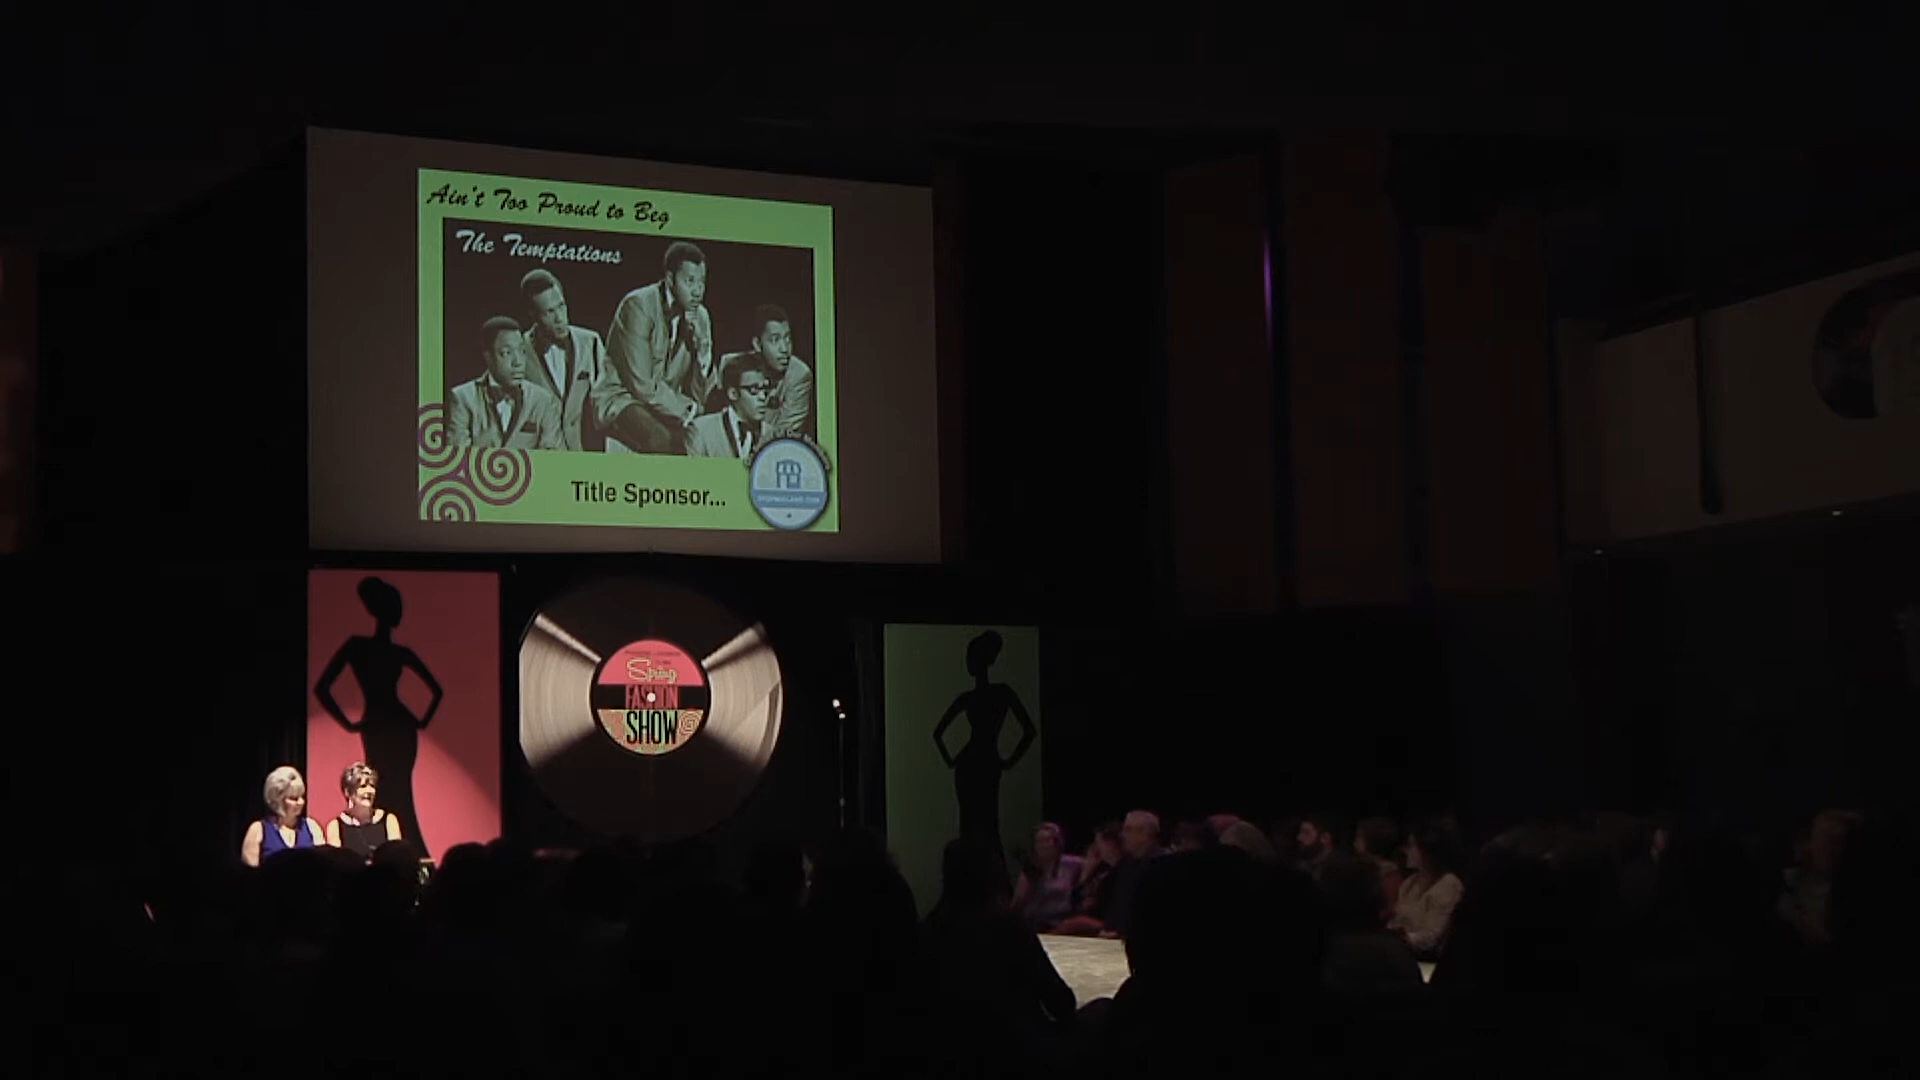 Ain't Too Proud to Beg
The Temptations
Title Sponsor...
Spring
FASHION
SHOW